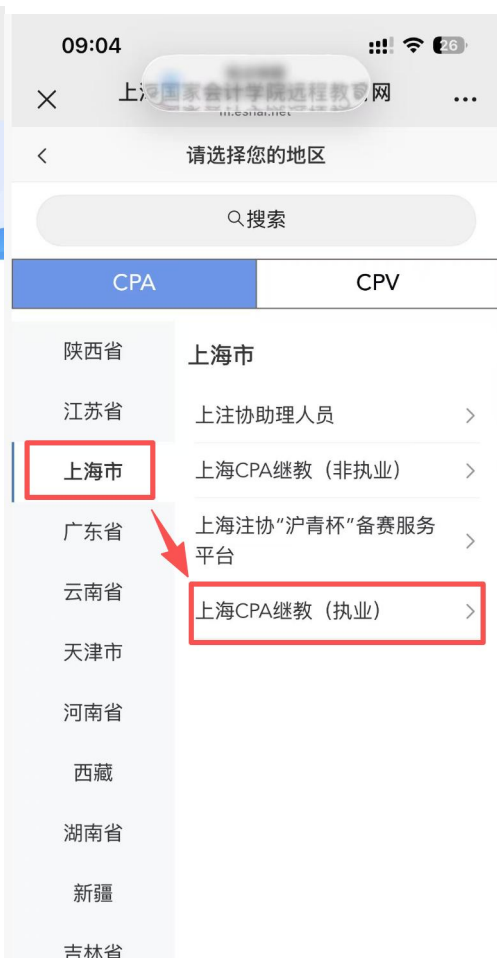 09:04
26
上海国家会计学院远程教育网
m.esnai.net
请选择您的地区
搜索
CPA
CPV
陕西省
江苏省
上海市
广东省
云南省
天津市
河南省
西藏
湖南省
新疆
吉林省
上海市
上注协助理人员
上海CPA继教（非执业）
上海注协“沪青杯”备赛服务
平台
上海CPA继教（执业）